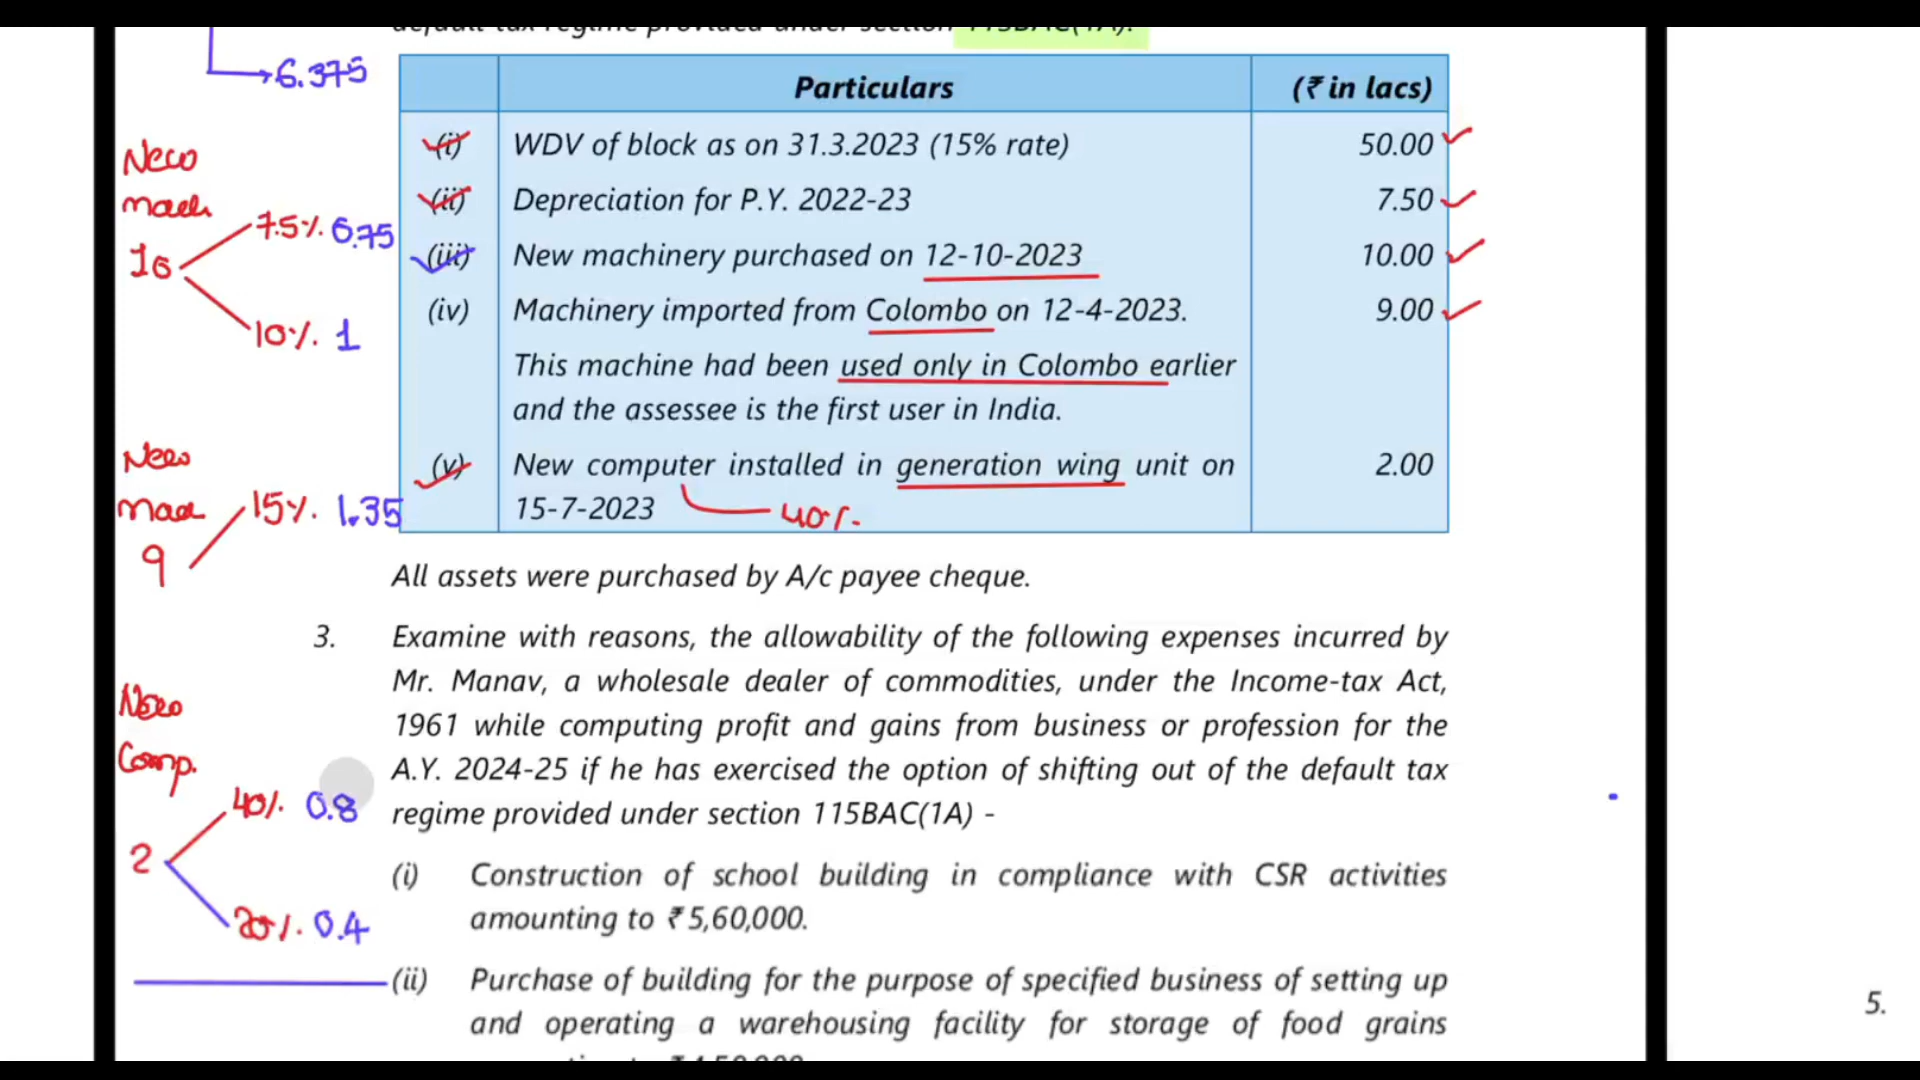 default tax regime provided under section 115BAC(1A).
→6.375
Particulars (₹ in lacs)
(i) WDV of block as on 31.3.2023 (15% rate) 50.00
New
mach
(ii) Depreciation for P.Y. 2022-23 7.50
7.5% 0.75
10
(iii) New machinery purchased on 12-10-2023 10.00
(iv) Machinery imported from Colombo on 12-4-2023. 9.00
10% 1
This machine had been used only in Colombo earlier
and the assessee is the first user in India.
New
(v) New computer installed in generation wing unit on 2.00
mac 15% 1.35
15-7-2023 40%
9
All assets were purchased by A/c payee cheque.
3. Examine with reasons, the allowability of the following expenses incurred by
Mr. Manav, a wholesale dealer of commodities, under the Income-tax Act,
New
1961 while computing profit and gains from business or profession for the
Comp.
A.Y. 2024-25 if he has exercised the option of shifting out of the default tax
40% 0.8
regime provided under section 115BAC(1A) -
2
(i) Construction of school building in compliance with CSR activities
amounting to ₹ 5,60,000.
20% 0.4
(ii) Purchase of building for the purpose of specified business of setting up
and operating a warehousing facility for storage of food grains
5.